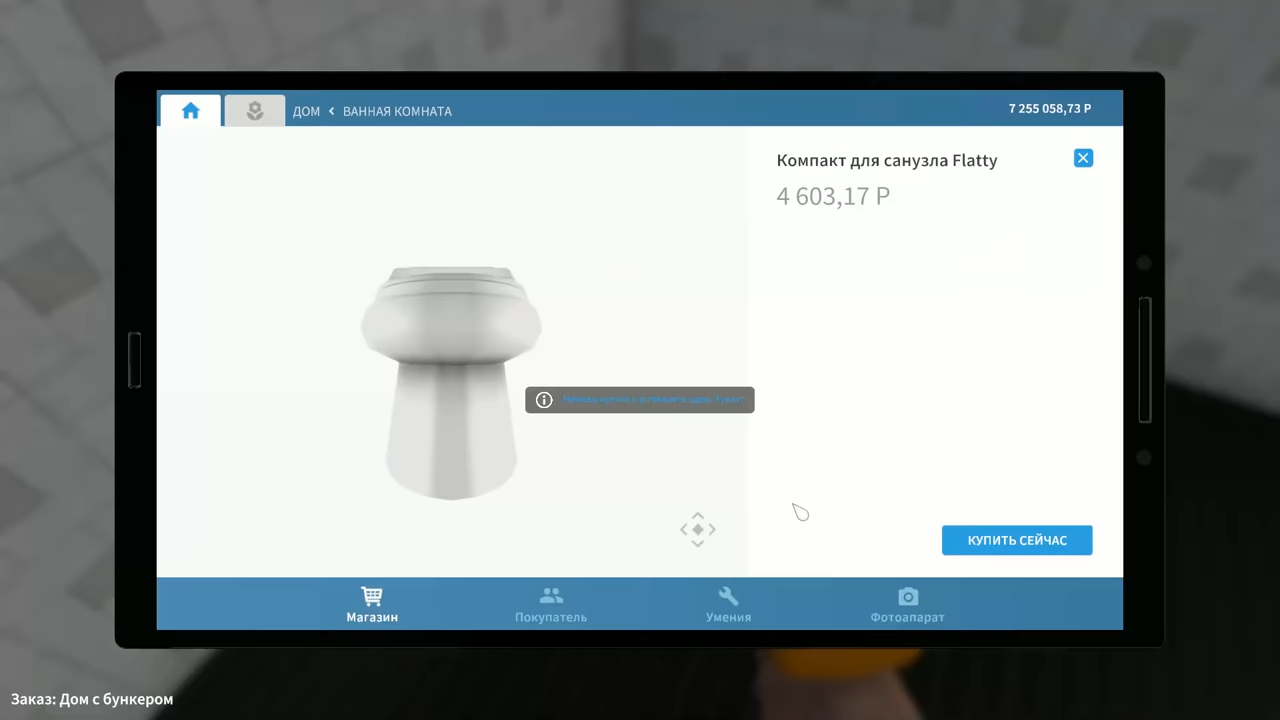 ДОМ < ВАННАЯ КОМНАТА
7 255 058,73 Р
Компакт для санузла Flatty
4 603,17 Р
КУПИТЬ СЕЙЧАС
Магазин
Покупатель
Умения
Фотоапарат
Заказ: Дом с бункером